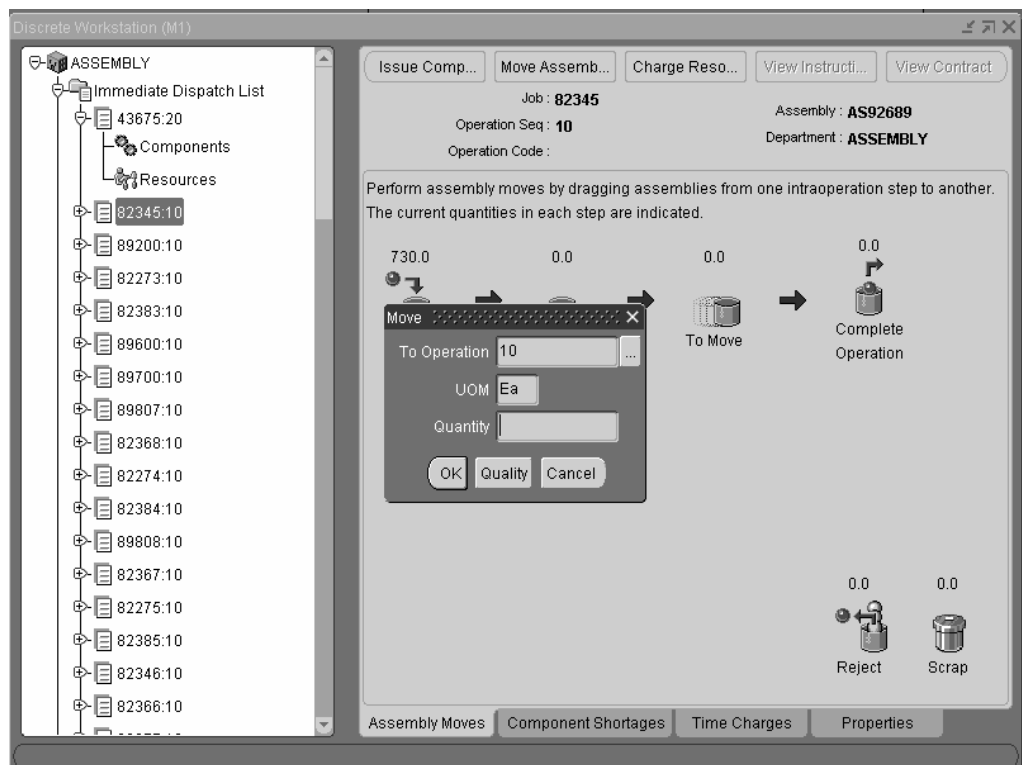 Discrete Workstation (M1)
ASSEMBLY
Immediate Dispatch List
43675:20
Components
Resources
82345:10
89200:10
82273:10
82383:10
89600:10
89700:10
89807:10
82368:10
82274:10
82384:10
89808:10
82367:10
82275:10
82385:10
82346:10
82366:10
Issue Comp... Move Assemb... Charge Reso... View Instructi... View Contract
Job : 82345
Operation Seq : 10
Operation Code :
Assembly : AS92689
Department : ASSEMBLY
Perform assembly moves by dragging assemblies from one intraoperation step to another.
The current quantities in each step are indicated.
730.0 0.0 0.0 0.0
To Move
Complete
Operation
Move
To Operation 10 ...
UOM Ea
Quantity
OK Quality Cancel
0.0 0.0
Reject Scrap
Assembly Moves Component Shortages Time Charges Properties